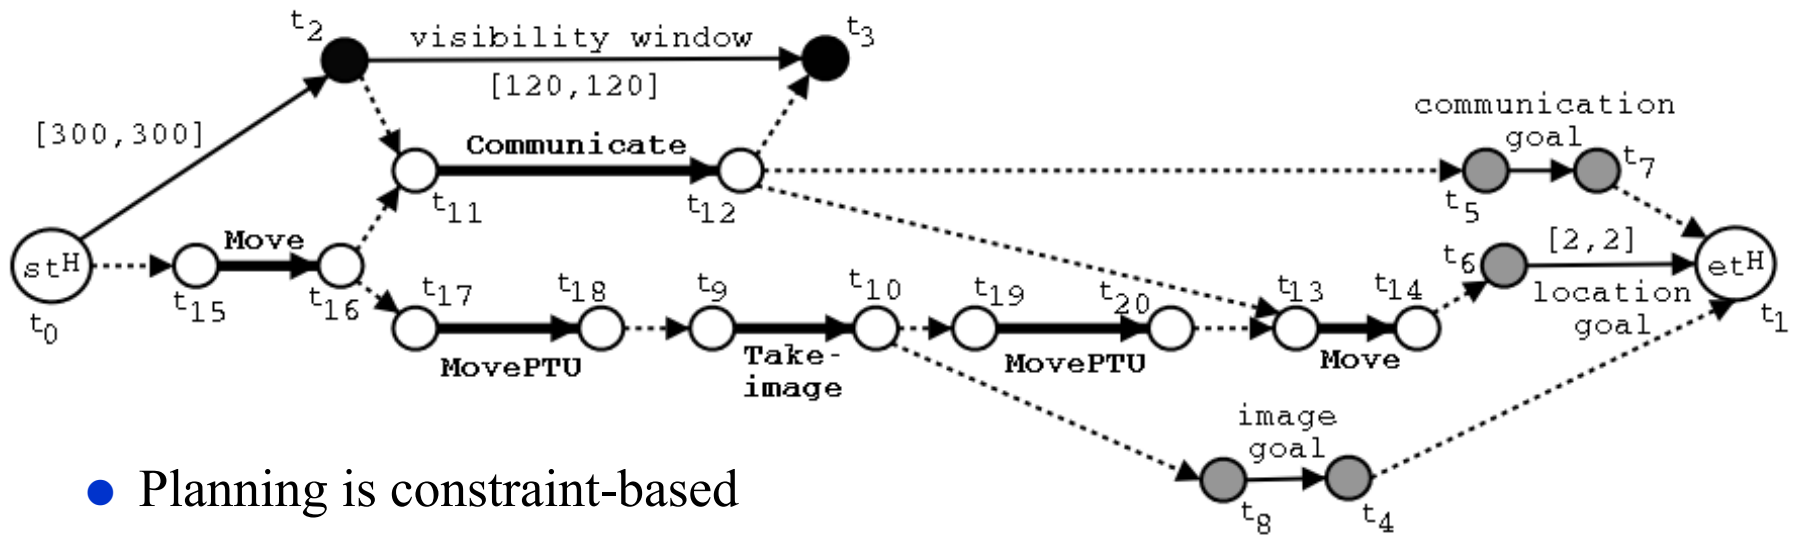 t2
visibility window
t3
[120,120]
[300,300]
communication
goal
Communicate
t7
t11
t12
t5
stH
Move
[2,2]
etH
t15
t16
t6
location
goal
t0
t1
t17
t18
t9
t10
t19
t20
t13
t14
MovePTU
Take-
image
MovePTU
Move
image
goal
t8
t4
● Planning is constraint-based